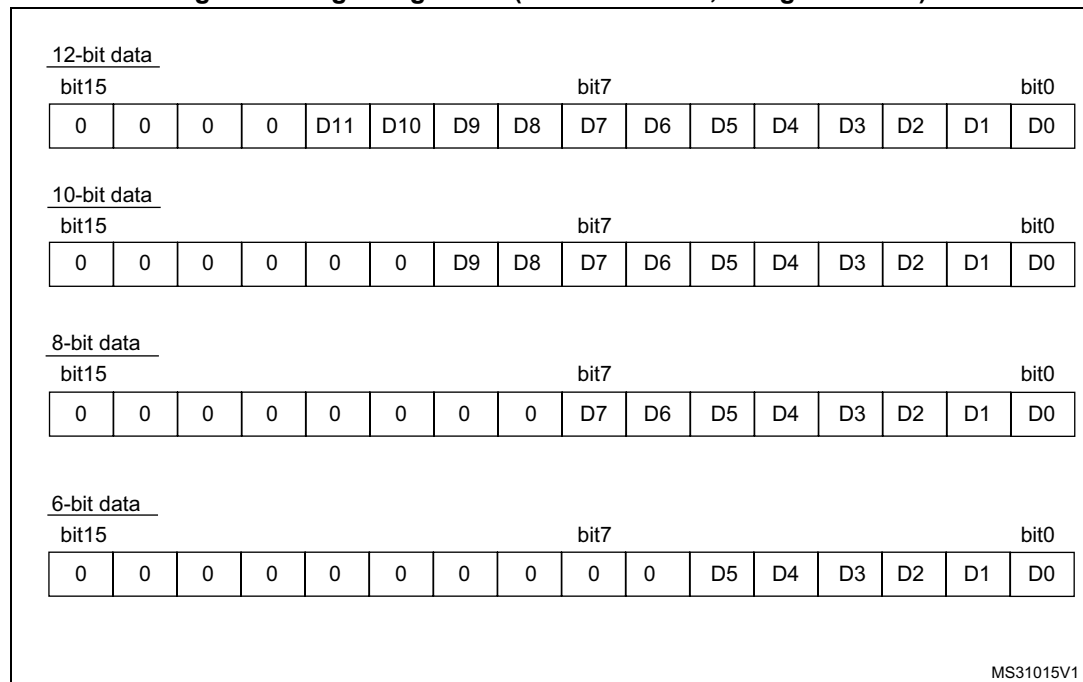 12-bit data
bit15 bit7 bit0
0 0 0 0 D11 D10 D9 D8 D7 D6 D5 D4 D3 D2 D1 D0
10-bit data
bit15 bit7 bit0
0 0 0 0 0 0 D9 D8 D7 D6 D5 D4 D3 D2 D1 D0
8-bit data
bit15 bit7 bit0
0 0 0 0 0 0 0 0 D7 D6 D5 D4 D3 D2 D1 D0
6-bit data
bit15 bit7 bit0
0 0 0 0 0 0 0 0 0 0 D5 D4 D3 D2 D1 D0
MS31015V1